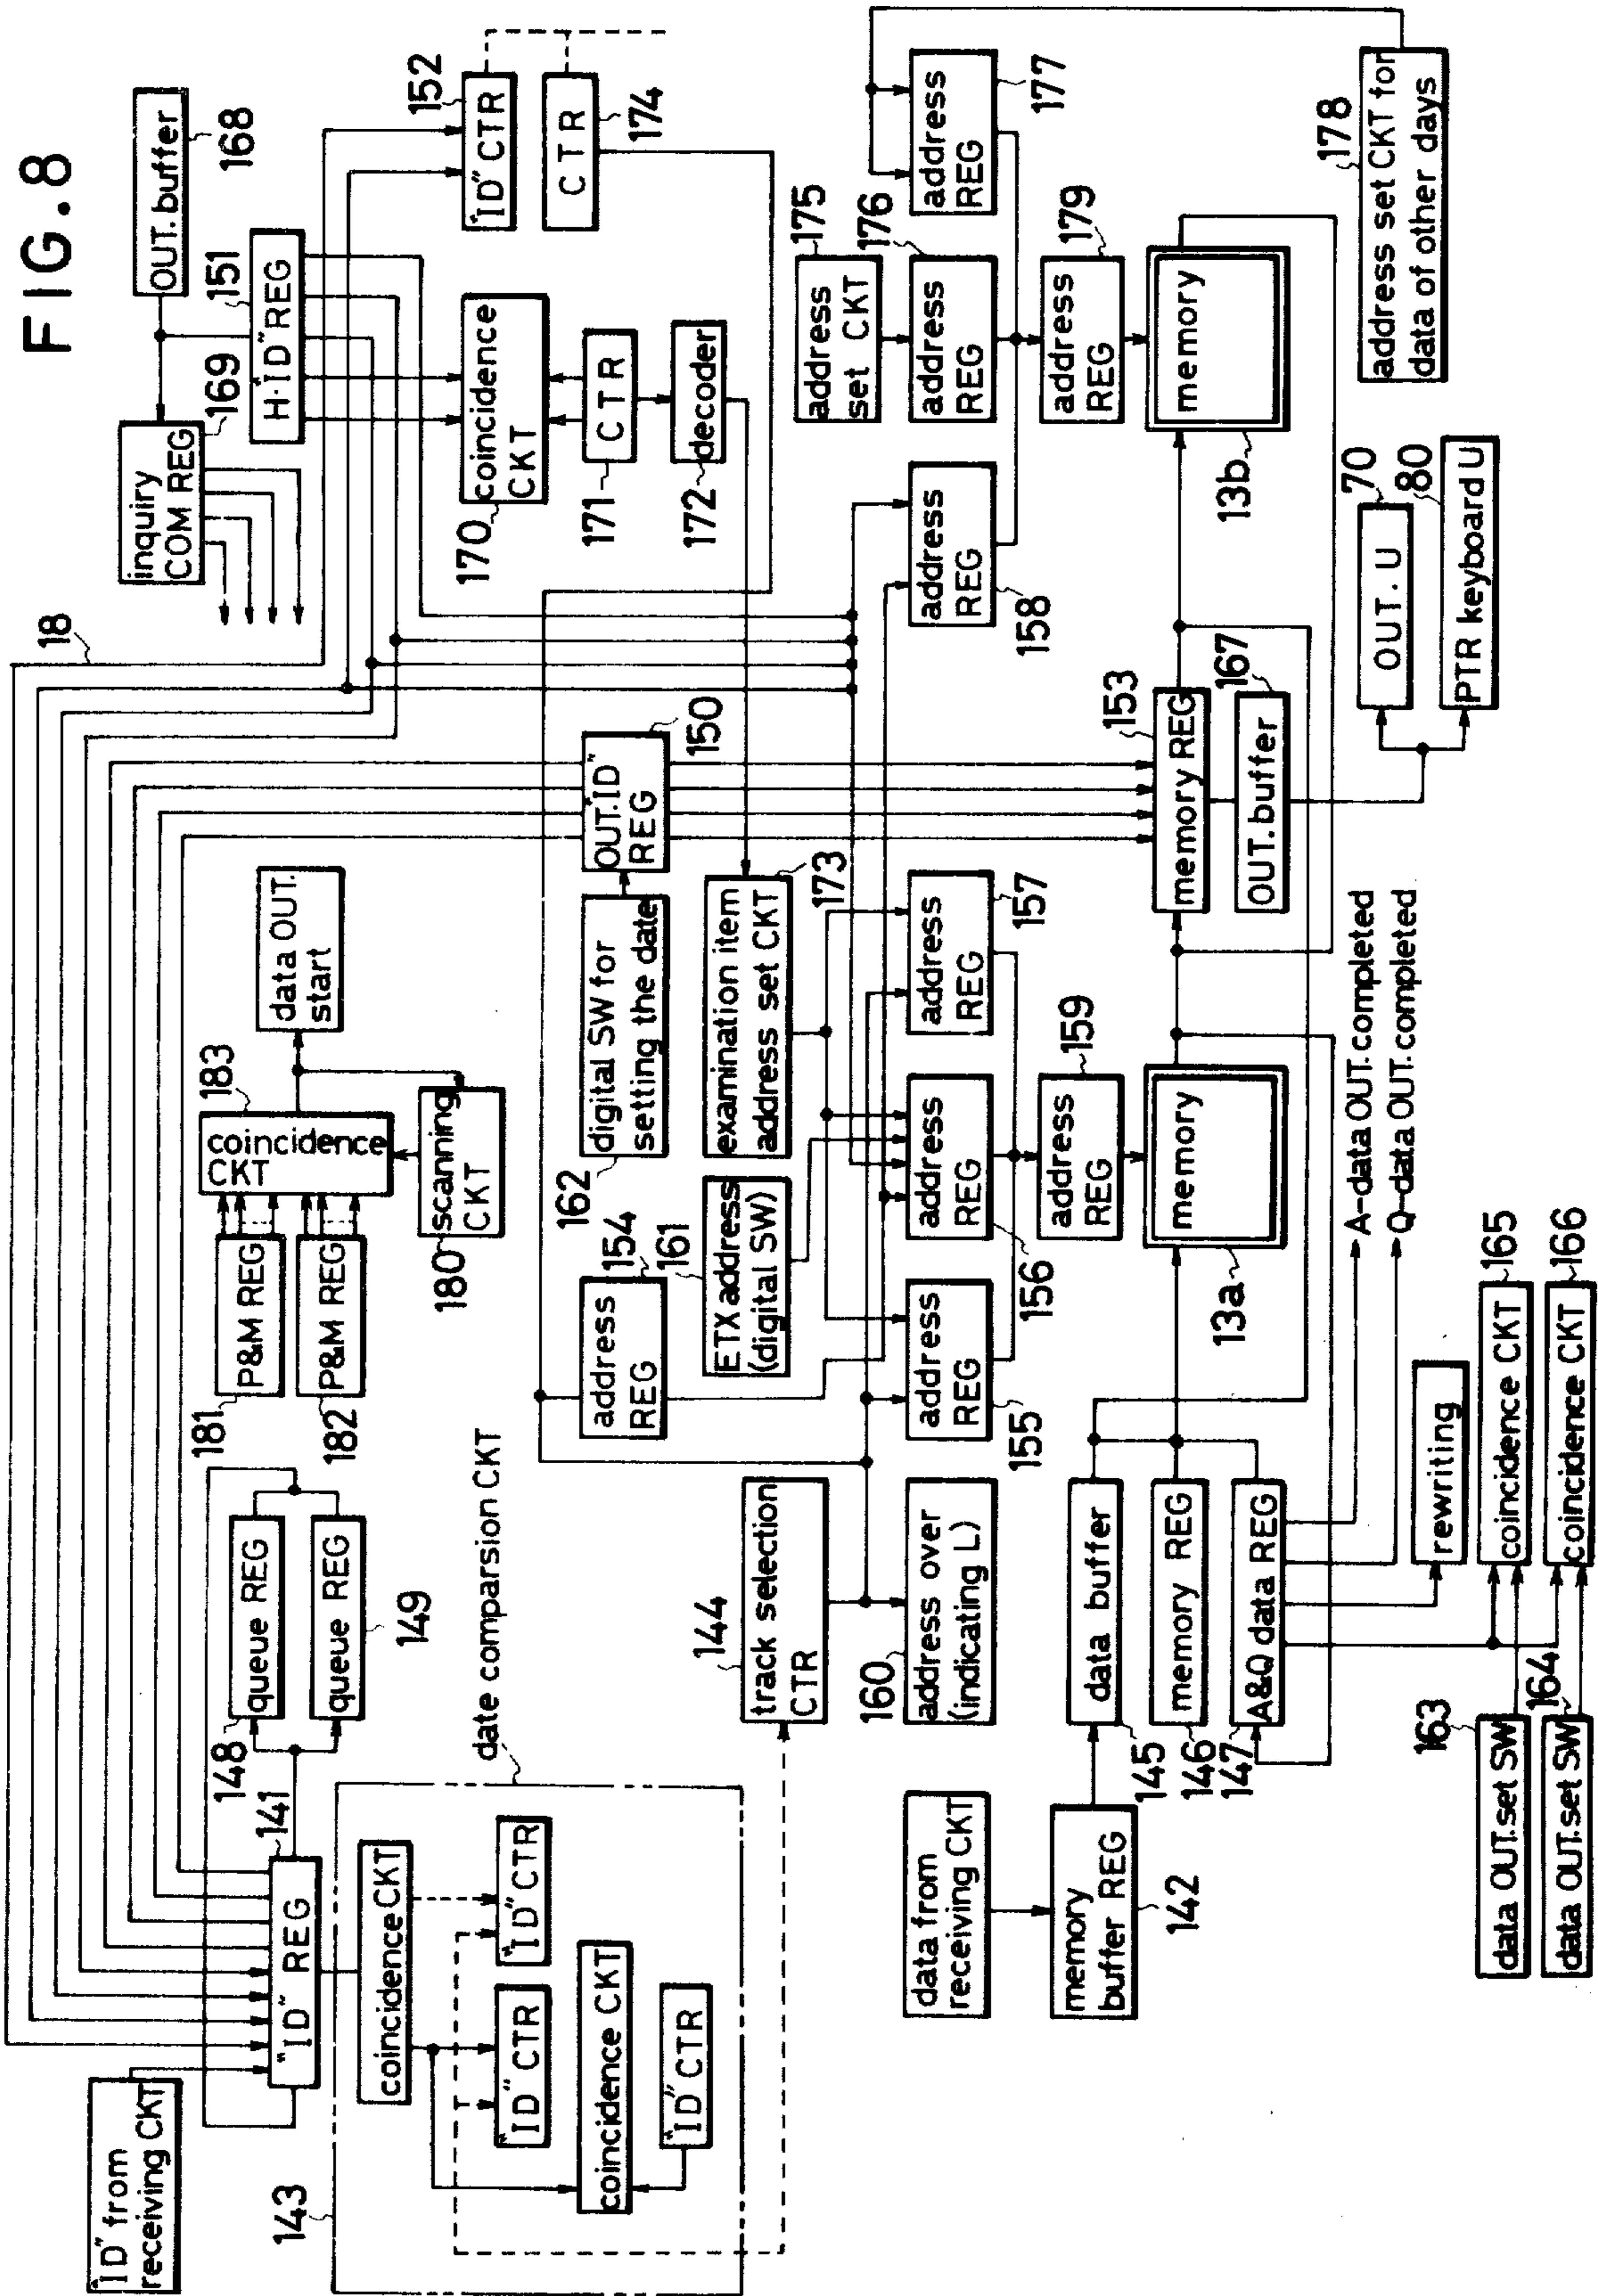 FIG.8
"ID" from
receiving CKT
"ID" REG
141
148
queue REG
queue REG
149
181
P&M REG
182
P&M REG
183
coincidence
CKT
data OUT.
start
180
scanning
CKT
18
inquiry
COM REG
169
OUT.buffer
168
H·"ID" REG
151
"ID" CTR
152
CTR
174
170
coincidence
CKT
171
CTR
172
decoder
143
coincidence CKT
"ID" CTR
"ID" CTR
coincidence CKT
"ID" CTR
date comparsion CKT
162
digital SW for
setting the date
OUT."ID"
REG
150
154
address
REG
161
ETX address
(digital SW)
examination item
address set CKT
173
144
track selection
CTR
160
address over
(indicating L)
155
address
REG
156
address
REG
157
address
REG
158
address
REG
175
address
set CKT
176
address
REG
177
address
REG
159
address
REG
179
address
REG
data from
receiving CKT
memory
buffer REG
142
145
data buffer
146
memory REG
147
A&Q data REG
memory
13a
memory REG
153
OUT.buffer
167
memory
13b
178
address set CKT for
data of other days
OUT. U
70
PTR keyboard U
80
A-data OUT.completed
Q-data OUT.completed
rewriting
163
data OUT.set SW
164
data OUT.set SW
coincidence CKT
165
coincidence CKT
166